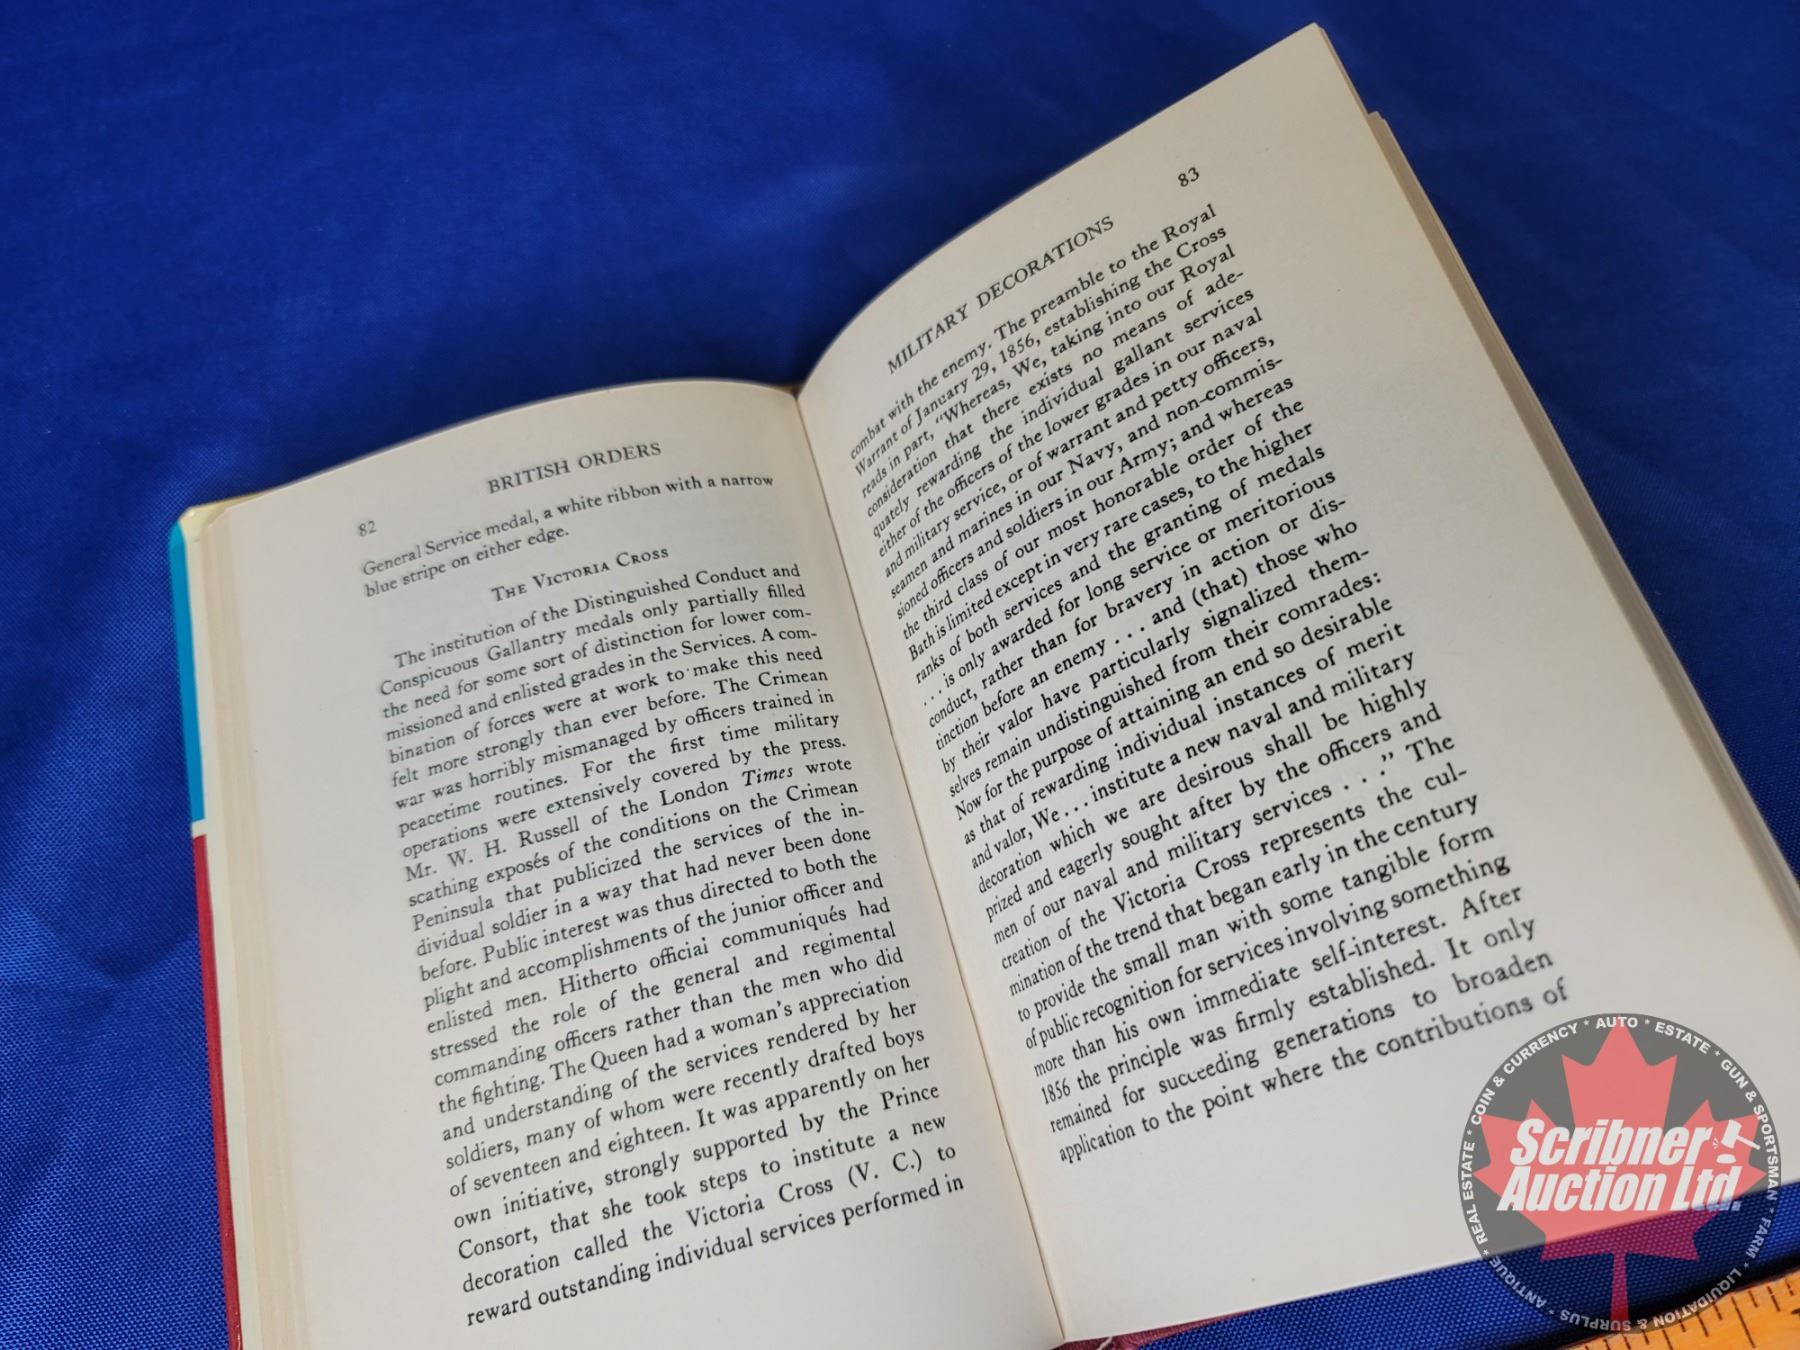 82
BRITISH ORDERS
General Service medal, a white ribbon with a narrow
blue stripe on either edge.
The Victoria Cross
The institution of the Distinguished Conduct and
Conspicuous Gallantry medals only partially filled
the need for some sort of distinction for lower com-
missioned and enlisted grades in the Services. A com-
bination of forces were at work to make this need
felt more strongly than ever before. The Crimean
war was horribly mismanaged by officers trained in
peacetime routines. For the first time military
operations were extensively covered by the press.
Mr. W. H. Russell of the London Times wrote
scathing exposés of the conditions on the Crimean
Peninsula that publicized the services of the in-
dividual soldier in a way that had never been done
before. Public interest was thus directed to both the
plight and accomplishments of the junior officer and
enlisted men. Hitherto official communiqués had
stressed the role of the general and regimental
commanding officers rather than the men who did
the fighting. The Queen had a woman's appreciation
and understanding of the services rendered by her
soldiers, many of whom were recently drafted boys
of seventeen and eighteen. It was apparently on her
own initiative, strongly supported by the Prince
Consort, that she took steps to institute a new
decoration called the Victoria Cross (V. C.) to
reward outstanding individual services performed in
MILITARY DECORATIONS
83
combat with the enemy. The preamble to the Royal
Warrant of January 29, 1856, establishing the Cross
reads in part, "Whereas, We, taking into our Royal
consideration that there exists no means of ade-
quately rewarding the individual gallant services
either of the officers of the lower grades in our naval
and military service, or of warrant and petty officers,
seamen and marines in our Navy, and non-commis-
sioned officers and soldiers in our Army; and whereas
the third class of our most honorable order of the
Bath is limited except in very rare cases, to the higher
ranks of both services and the granting of medals
. . . is only awarded for long service or meritorious
conduct, rather than for bravery in action or dis-
tinction before an enemy . . . and (that) those who
by their valor have particularly signalized them-
selves remain undistinguished from their comrades:
Now for the purpose of attaining an end so desirable
as that of rewarding individual instances of merit
and valor, We . . . institute a new naval and military
decoration which we are desirous shall be highly
prized and eagerly sought after by the officers and
men of our naval and military services . . ." The
creation of the Victoria Cross represents the cul-
mination of the trend that began early in the century
to provide the small man with some tangible form
of public recognition for services involving something
more than his own immediate self-interest. After
1856 the principle was firmly established. It only
remained for succeeding generations to broaden
application to the point where the contributions of
Scribner
Auction Ltd.
REAL ESTATE * COIN & CURRENCY * AUTO * ESTATE * GUN & SPORTSMAN * FARM * LIQUIDATION & SURPLUS * ANTIQUE *